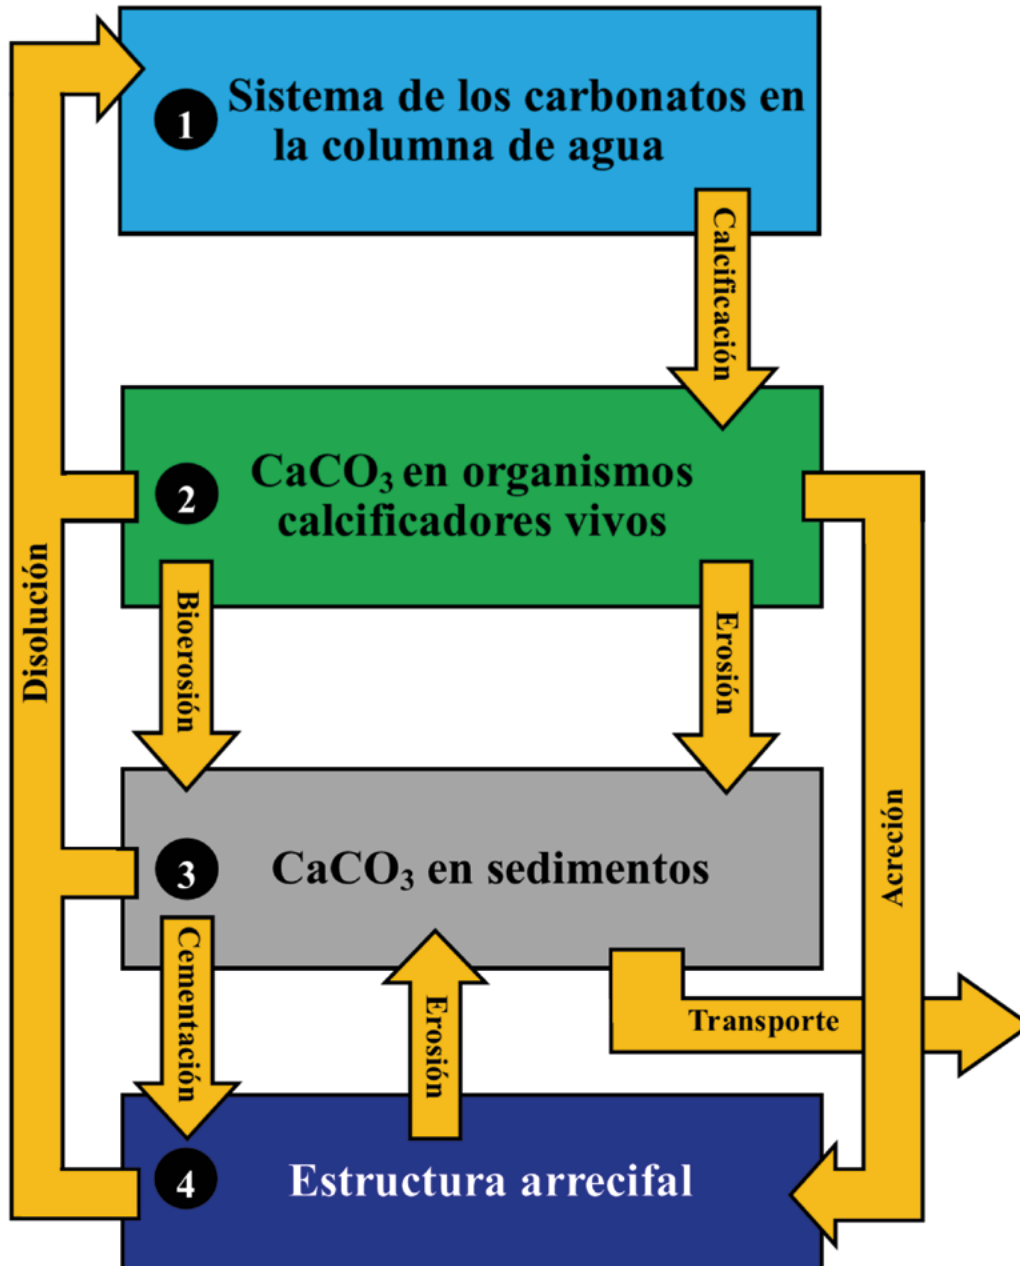 1
Sistema de los carbonatos en
la columna de agua
Calcificación
2
CaCO₃ en organismos
calcificadores vivos
Disolución
Bioerosión
Erosión
Acreción
3
CaCO₃ en sedimentos
Cementación
Erosión
Transporte
4
Estructura arrecifal